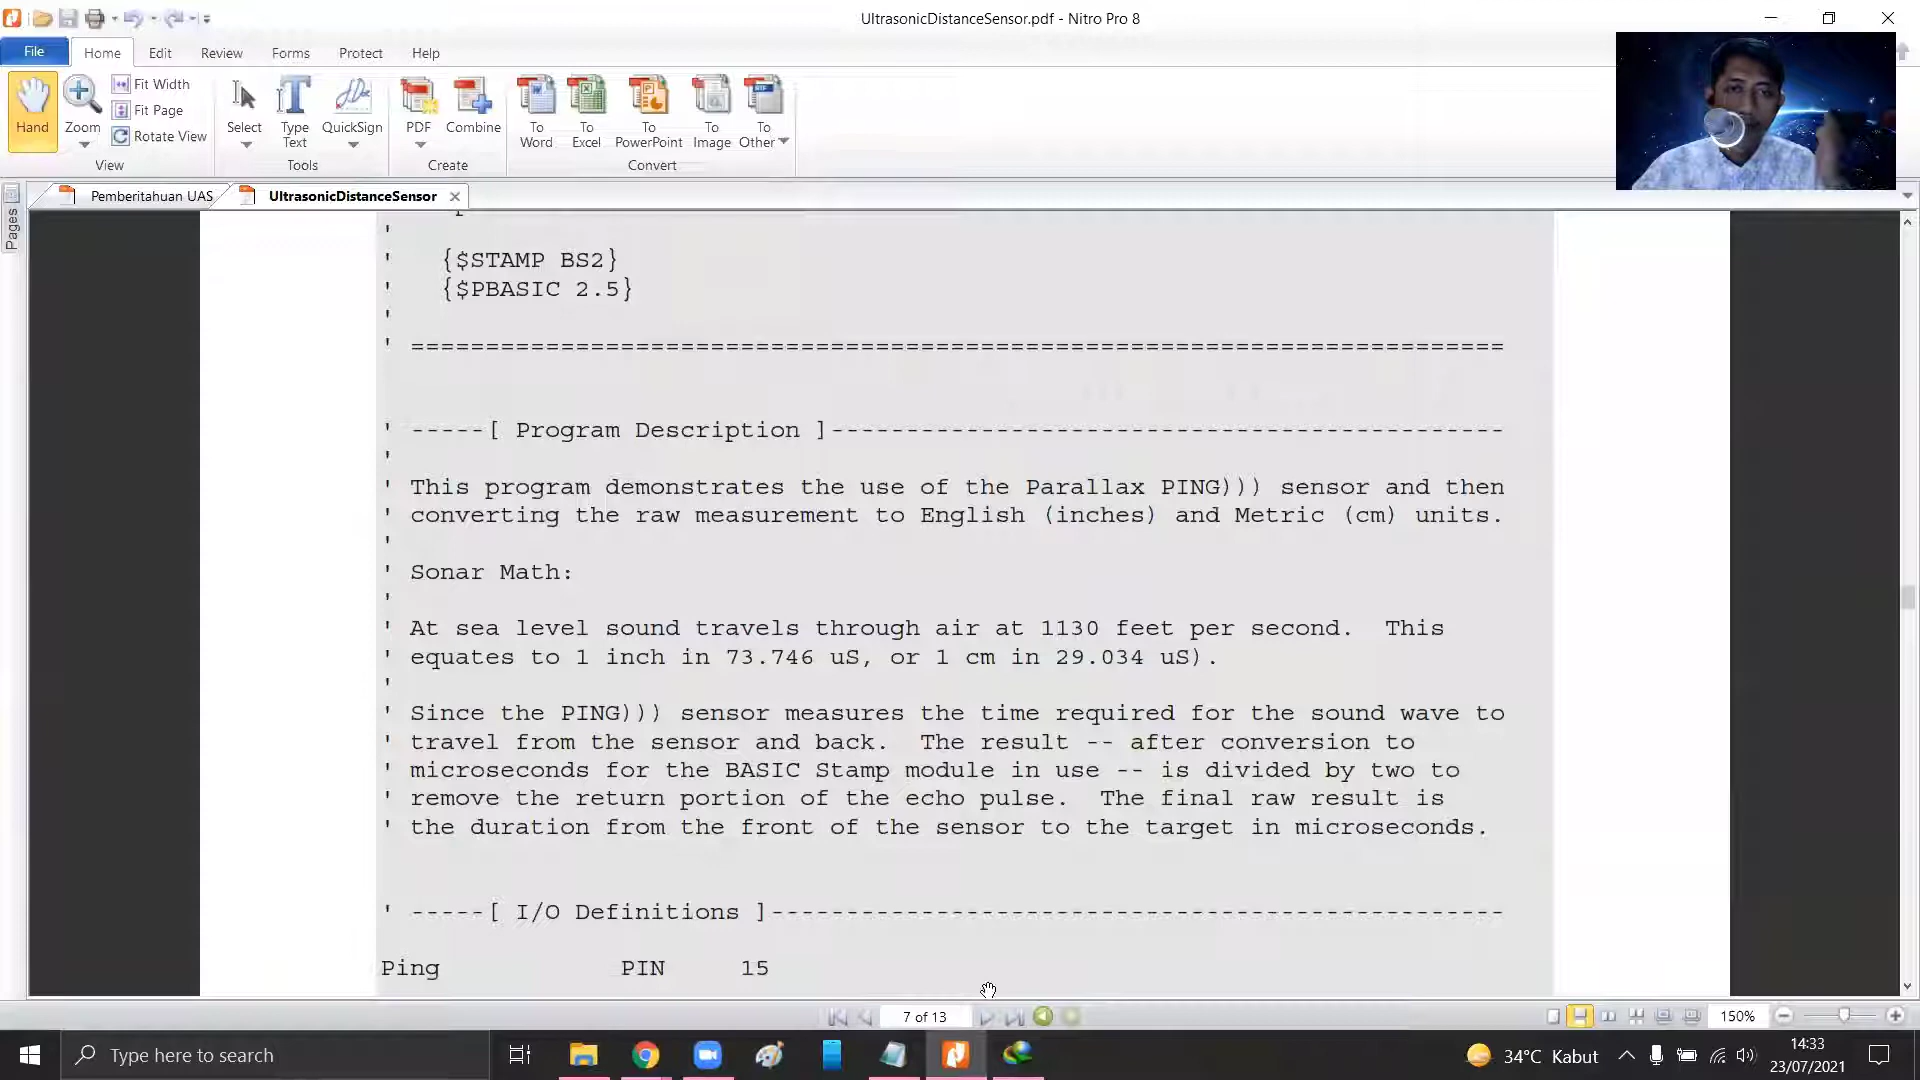 UltrasonicDistanceSensor.pdf - Nitro Pro 8
File Home Edit Review Forms Protect Help
Hand
Zoom
Fit Width
Fit Page
Rotate View
View
Select
Type Text
QuickSign
Tools
PDF
Combine
Create
To Word
To Excel
To PowerPoint
To Image
To Other
Convert
Pages
Pemberitahuan UAS
UltrasonicDistanceSensor
'
' {$STAMP BS2}
' {$PBASIC 2.5}
'
' =========================================================================
' -----[ Program Description ]---------------------------------------------
'
' This program demonstrates the use of the Parallax PING))) sensor and then
' converting the raw measurement to English (inches) and Metric (cm) units.
'
' Sonar Math:
'
' At sea level sound travels through air at 1130 feet per second. This
' equates to 1 inch in 73.746 uS, or 1 cm in 29.034 uS).
'
' Since the PING))) sensor measures the time required for the sound wave to
' travel from the sensor and back. The result -- after conversion to
' microseconds for the BASIC Stamp module in use -- is divided by two to
' remove the return portion of the echo pulse. The final raw result is
' the duration from the front of the sensor to the target in microseconds.
' -----[ I/O Definitions ]-------------------------------------------------
Ping PIN 15
7 of 13
150%
Type here to search
34°C Kabut
14:33
23/07/2021